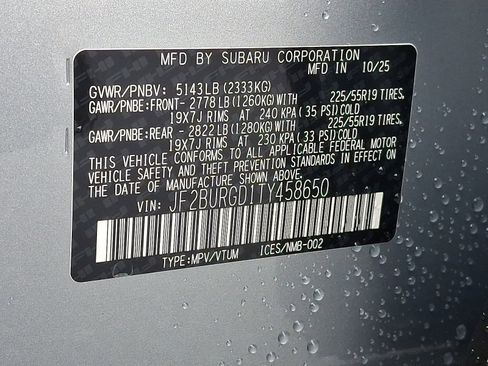 MFD BY SUBARU CORPORATION
MFD IN 10/25
GVWR/PNBV: 5143LB(2333KG)
GAWR/PNBE:FRONT- 2778LB(1260KG)WITH 225/55R19 TIRES,
19X7J RIMS AT 240 KPA(35 PSI)COLD
GAWR/PNBE:REAR - 2822LB(1280KG)WITH 225/55R19 TIRES,
19X7J RIMS AT 230 KPA(33 PSI)COLD
THIS VEHICLE CONFORMS TO ALL APPLICABLE FEDERAL MOTOR
VEHICLE SAFETY AND THEFT PREVENTION STANDARDS IN EFFECT
ON THE DATE OF MANUFACTURE SHOWN ABOVE.
VIN: JF2BURGD1TY458650
TYPE:MPV/VTUM ICES/NMB-002